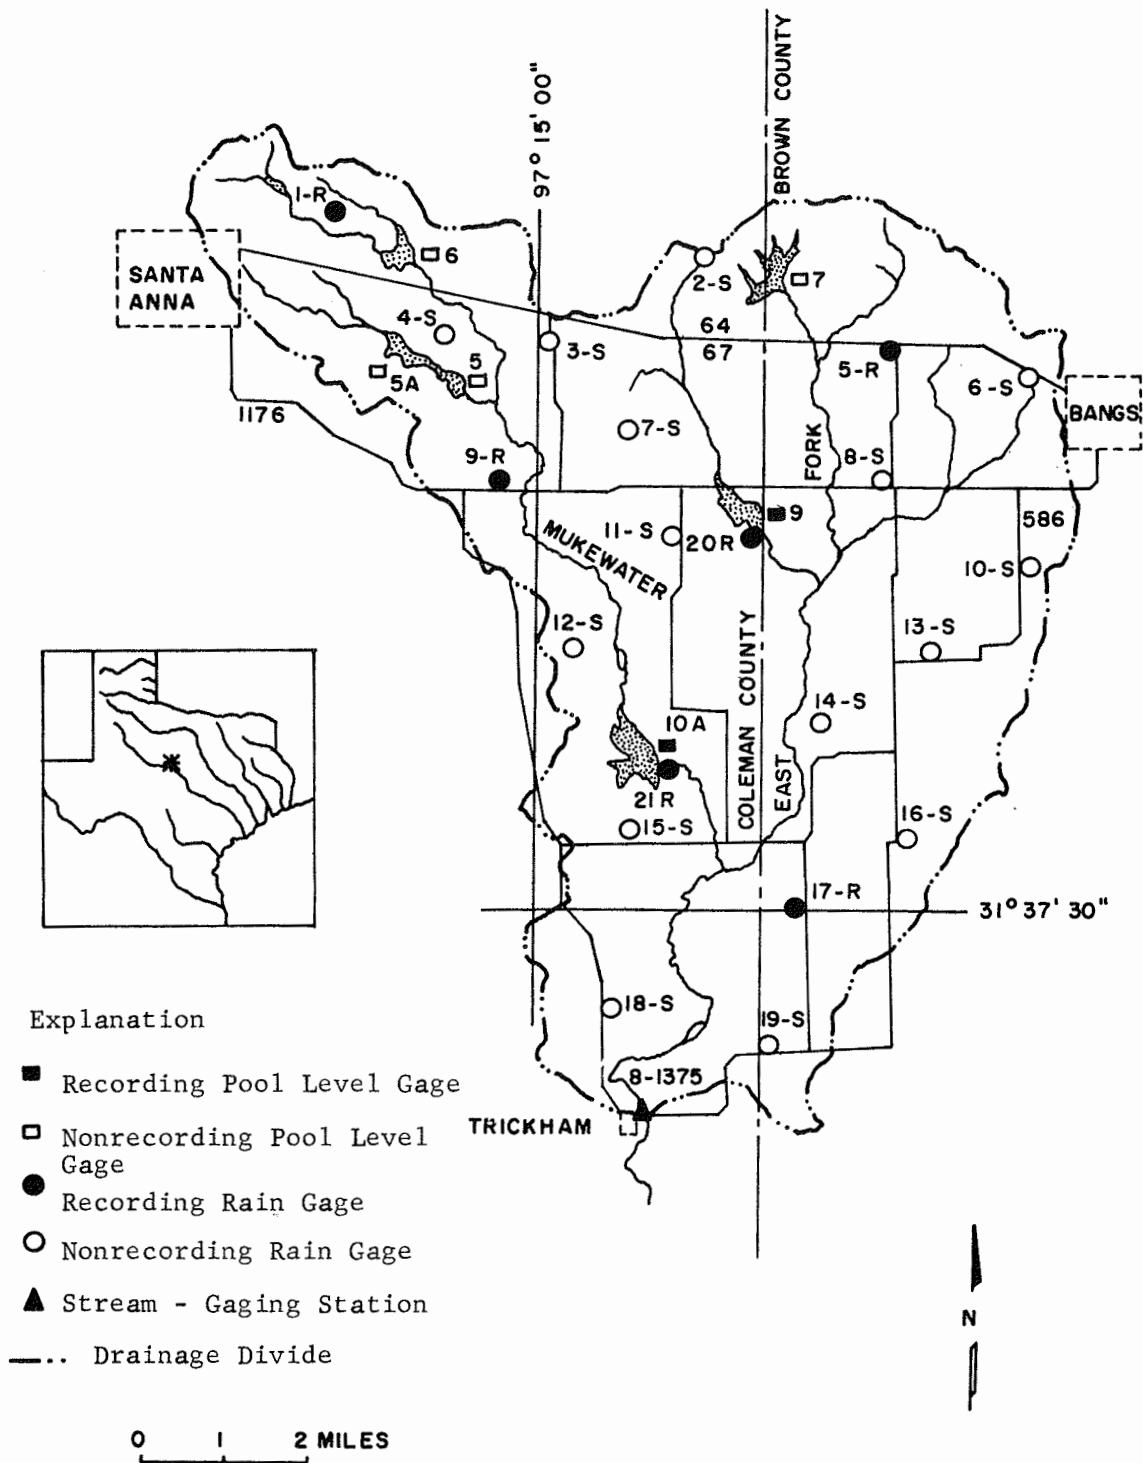 97° 15' 00"
BROWN COUNTY
1-R
6
2-S
7
SANTA
ANNA
4-S
3-S
64
67
5
5A
5-R
6-S
BANGS
1176
7-S
FORK
9-R
8-S
9
586
11-S
20R
MUKEWATER
10-S
12-S
13-S
COLEMAN COUNTY
14-S
10A
EAST
21R
15-S
16-S
17-R
31° 37' 30"
18-S
19-S
8-1375
TRICKHAM
Explanation
Recording Pool Level Gage
Nonrecording Pool Level
Gage
Recording Rain Gage
Nonrecording Rain Gage
Stream - Gaging Station
Drainage Divide
N
0 1 2 MILES